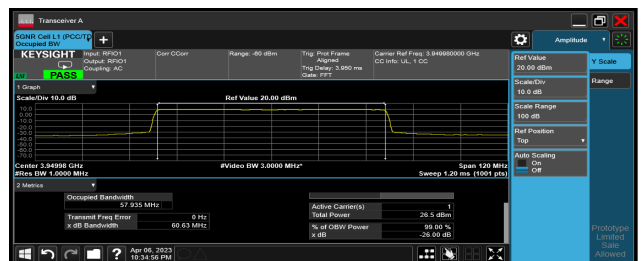 Transceiver A
5GNR Cell L1 (PCC/TD
Occupied BW
Amplitude
KEYSIGHT
LXI
PASS
Input: RFIO1
Output: RFIO1
Coupling: AC
Corr CCorr
Range: -60 dBm
Trig: Prot Frame
Aligned
Trig Delay: 3.950 ms
Gate: FFT
Carrier Ref Freq: 3.949980000 GHz
CC Info: UL, 1 CC
1 Graph
Scale/Div 10.0 dB
Ref Value 20.00 dBm
10.0
0.00
-10.0
-20.0
-30.0
-40.0
-50.0
-60.0
-70.0
Center 3.94998 GHz
#Video BW 3.0000 MHz*
Span 120 MHz
#Res BW 1.0000 MHz
Sweep 1.20 ms (1001 pts)
2 Metrics
Occupied Bandwidth
57.935 MHz
Transmit Freq Error 0 Hz
x dB Bandwidth 60.63 MHz
Active Carrier(s) 1
Total Power 26.5 dBm
% of OBW Power 99.00 %
x dB -26.00 dB
Ref Value
20.00 dBm
Scale/Div
10.0 dB
Scale Range
100 dB
Ref Position
Top
Auto Scaling
On
Off
Y Scale
Range
Prototype
Limited
Sale
Allowed
Apr 06, 2023
10:34:56 PM